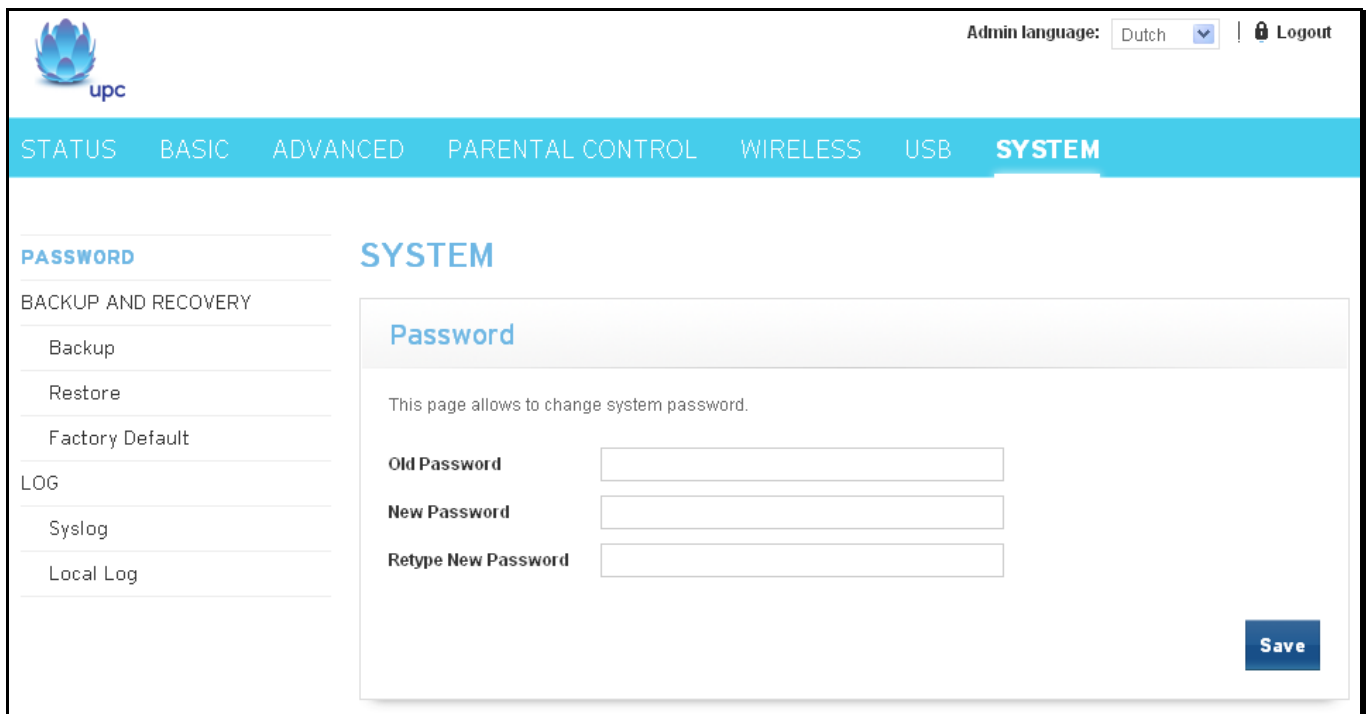 Admin language: Dutch | Logout
upc
STATUS BASIC ADVANCED PARENTAL CONTROL WIRELESS USB SYSTEM
PASSWORD
BACKUP AND RECOVERY
Backup
Restore
Factory Default
LOG
Syslog
Local Log
SYSTEM
Password
This page allows to change system password.
Old Password
New Password
Retype New Password
Save